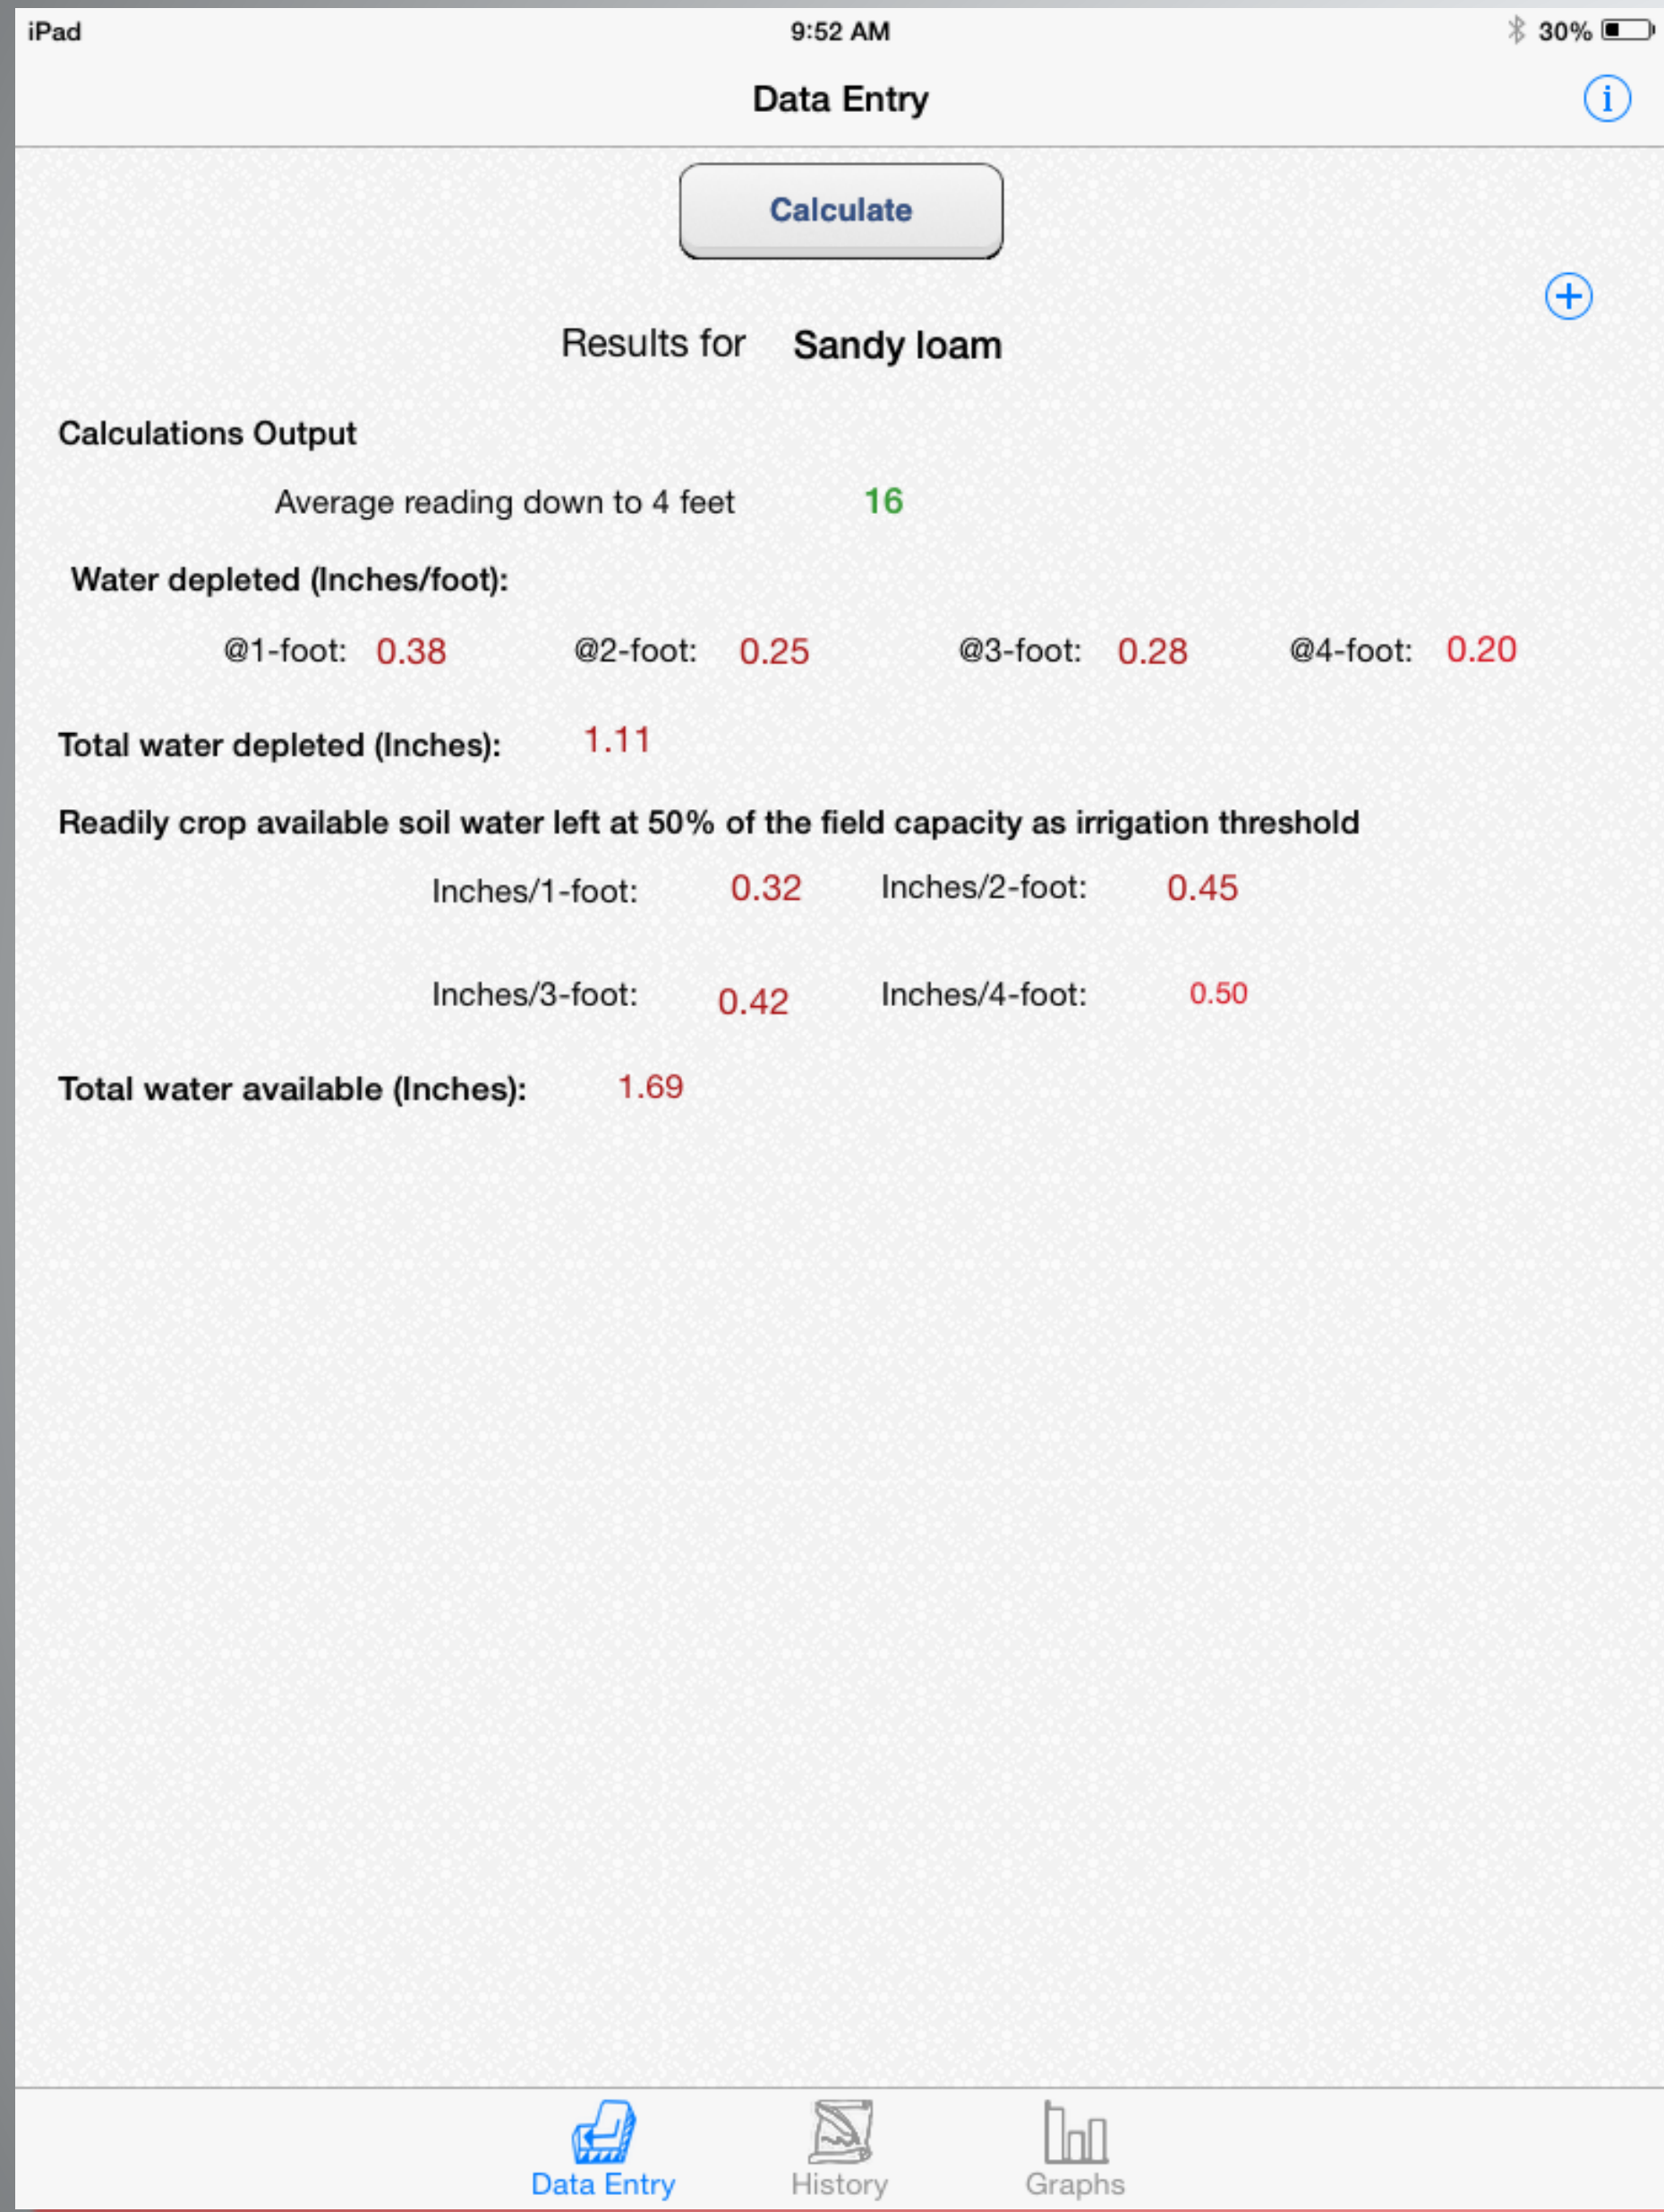 iPad 9:52 AM 30%
Data Entry i
Calculate
Results for Sandy loam
Calculations Output
Average reading down to 4 feet 16
Water depleted (Inches/foot):
@1-foot: 0.38 @2-foot: 0.25 @3-foot: 0.28 @4-foot: 0.20
Total water depleted (Inches): 1.11
Readily crop available soil water left at 50% of the field capacity as irrigation threshold
Inches/1-foot: 0.32 Inches/2-foot: 0.45
Inches/3-foot: 0.42 Inches/4-foot: 0.50
Total water available (Inches): 1.69
Data Entry History Graphs